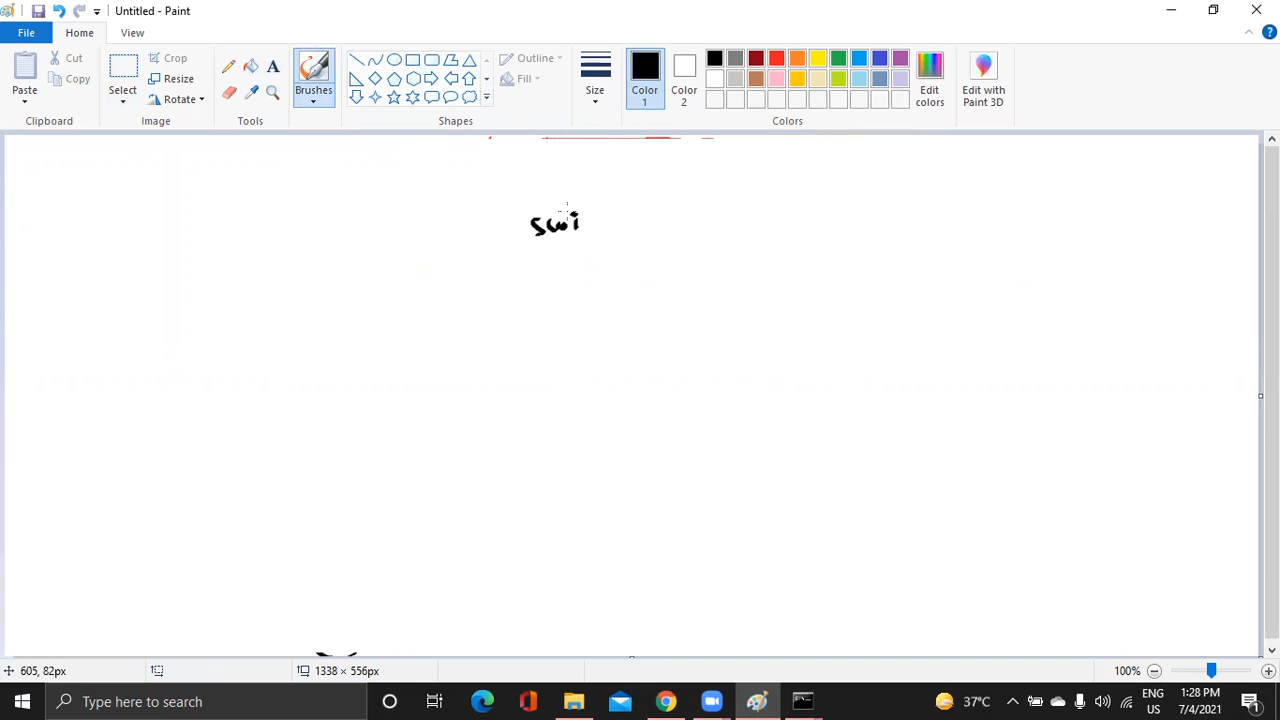 Untitled - Paint
File Home View
Paste
Cut
Copy
Clipboard
Select
Crop
Resize
Rotate
Image
A
Tools
Brushes
Outline
Fill
Shapes
Size
Color 1
Color 2
Edit colors
Colors
Edit with Paint 3D
swi
605, 82px
1338 × 556px
100%
Type here to search
37°C
ENG
US
1:28 PM
7/4/2021
1